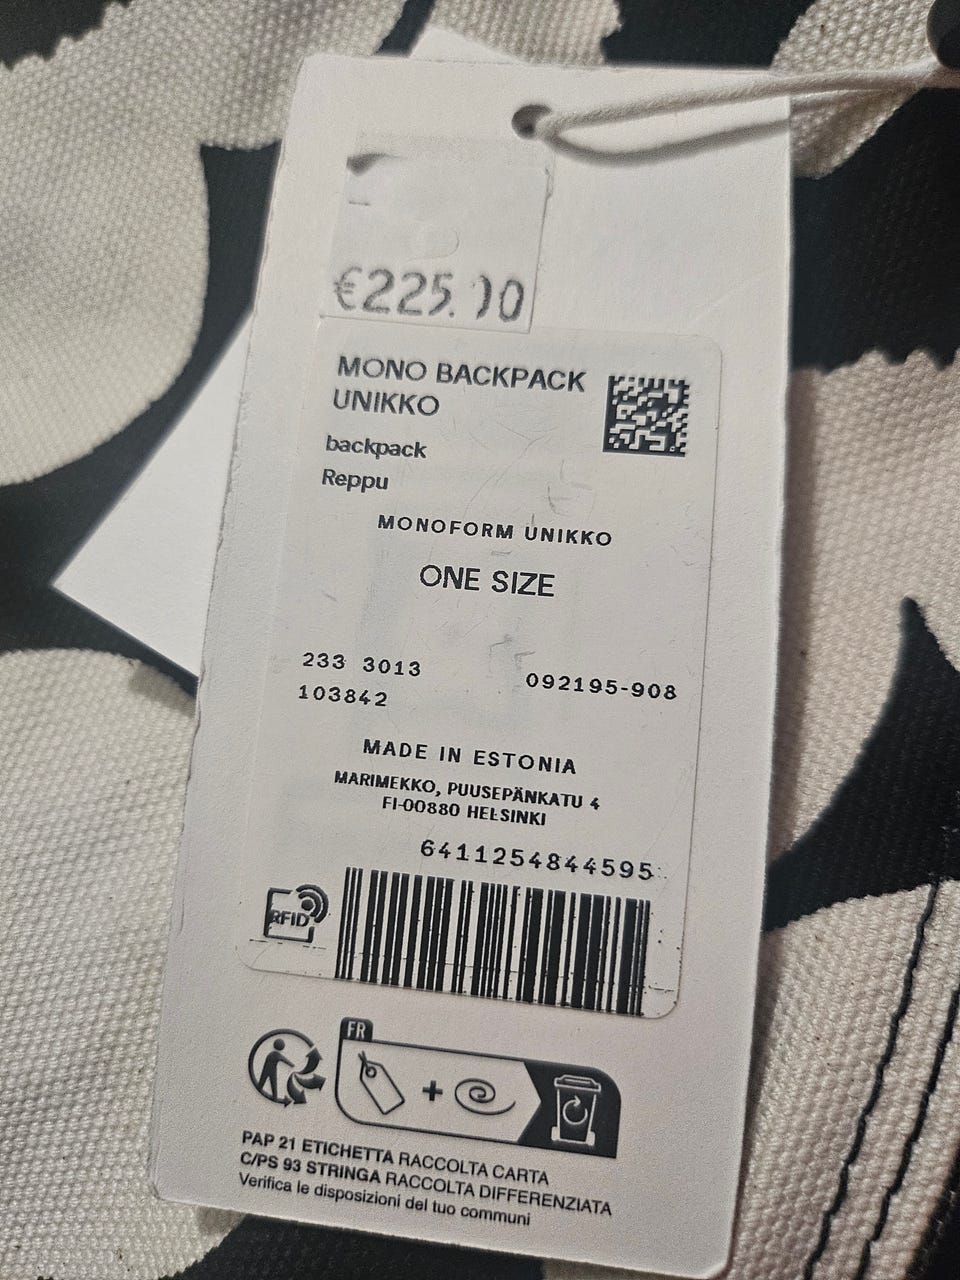 €225.00
MONO BACKPACK
UNIKKO
backpack
Reppu
MONOFORM UNIKKO
ONE SIZE
233 3013
092195-908
103842
MADE IN ESTONIA
MARIMEKKO, PUUSEPÄNKATU 4
FI-00880 HELSINKI
6411254844595
RFID
FR
PAP 21 ETICHETTA RACCOLTA CARTA
C/PS 93 STRINGA RACCOLTA DIFFERENZIATA
Verifica le disposizioni del tuo communi